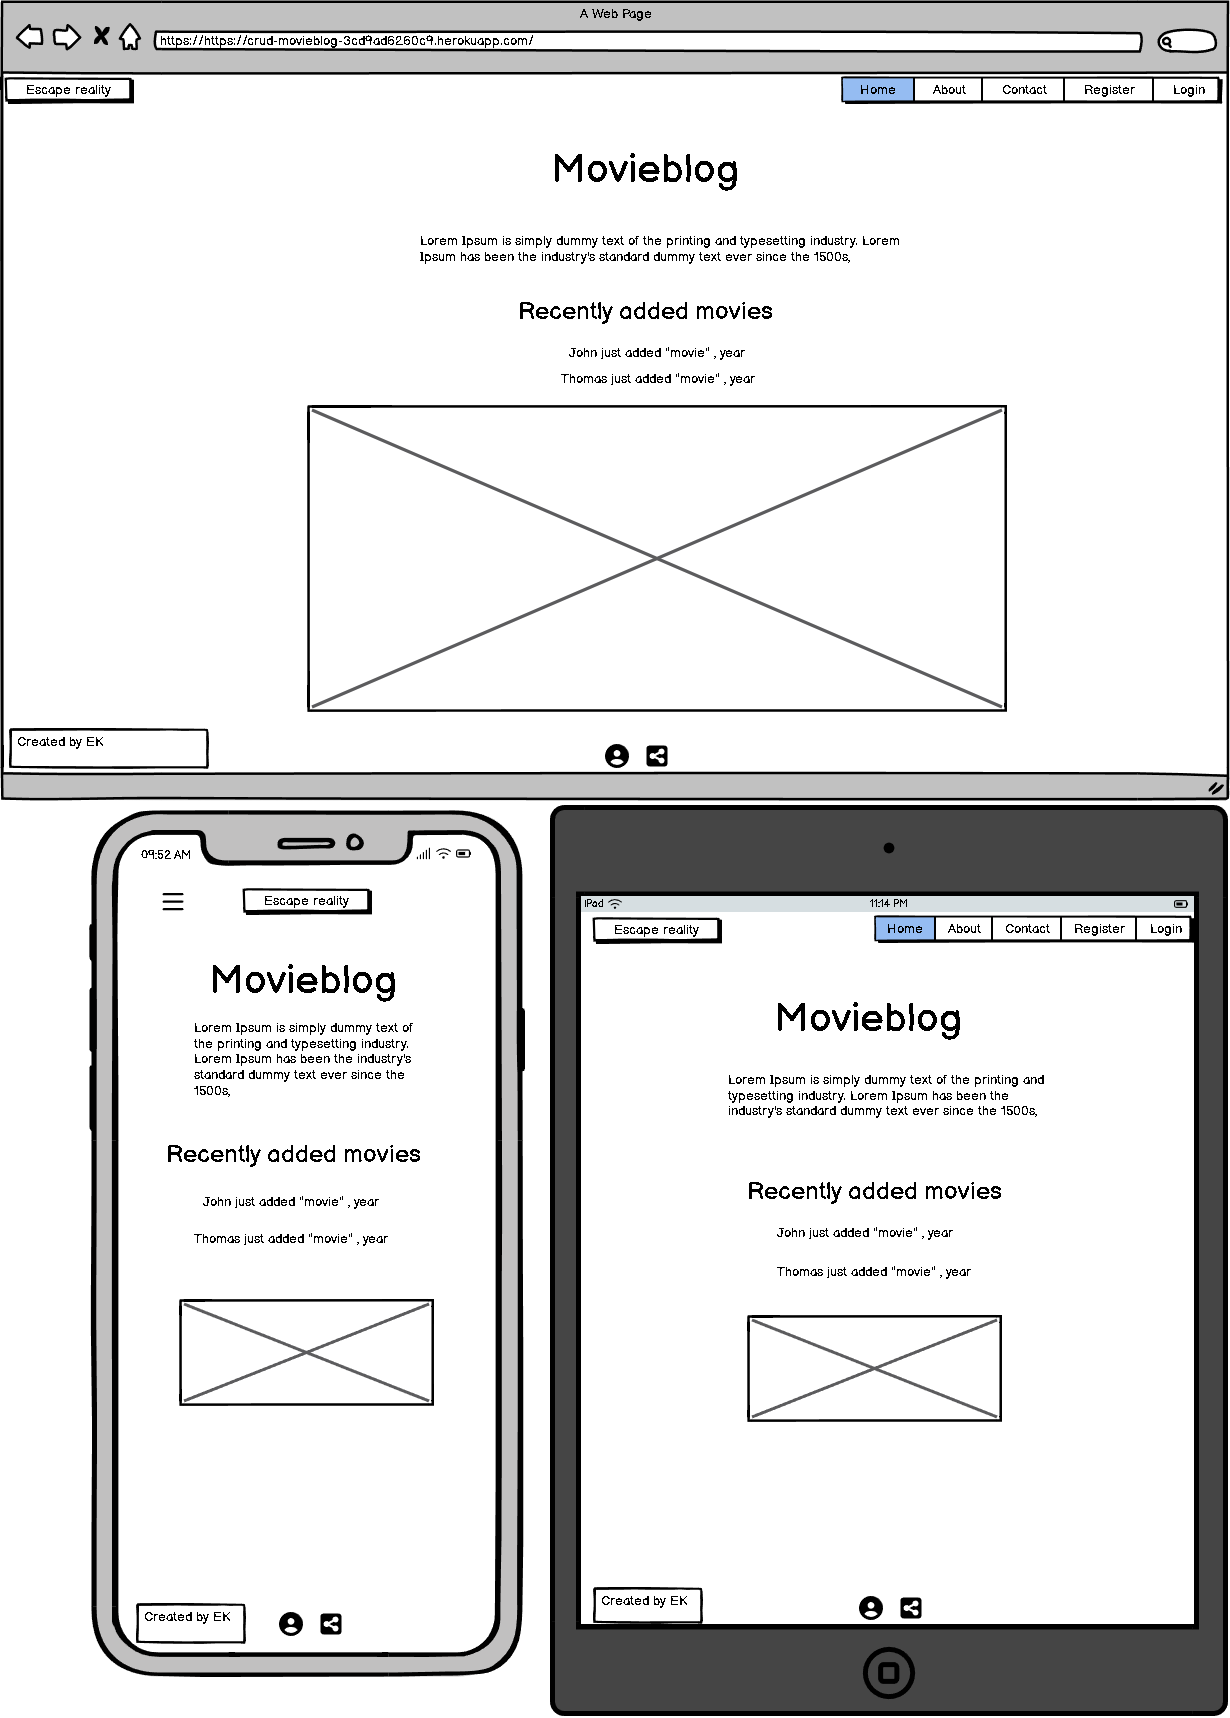 A Web Page
https://https://crud-movieblog-3cd9ad6260c9.herokuapp.com/
Escape reality
Home About Contact Register Login
Movieblog
Lorem Ipsum is simply dummy text of the printing and typesetting industry. Lorem
Ipsum has been the industry's standard dummy text ever since the 1500s,
Recently added movies
John just added "movie" , year
Thomas just added "movie" , year
Created by EK
09:52 AM
Escape reality
Movieblog
Lorem Ipsum is simply dummy text of
the printing and typesetting industry.
Lorem Ipsum has been the industry's
standard dummy text ever since the
1500s,
Recently added movies
John just added "movie" , year
Thomas just added "movie" , year
Created by EK
iPad 11:14 PM
Escape reality
Home About Contact Register Login
Movieblog
Lorem Ipsum is simply dummy text of the printing and
typesetting industry. Lorem Ipsum has been the
industry's standard dummy text ever since the 1500s,
Recently added movies
John just added "movie" , year
Thomas just added "movie" , year
Created by EK